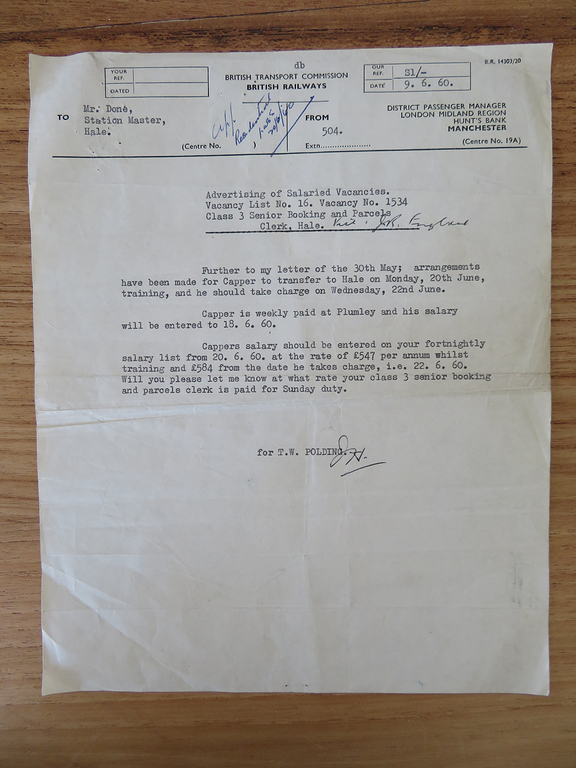 db
B.R. 14303/20
YOUR REF.
DATED
BRITISH TRANSPORT COMMISSION
BRITISH RAILWAYS
OUR REF. S1/-
DATE 9. 6. 60.
TO Mr. Done,
Station Master,
Hale.
(Centre No. )
FROM
504.
Extn.....................
DISTRICT PASSENGER MANAGER
LONDON MIDLAND REGION
HUNT'S BANK
MANCHESTER
(Centre No. 19A)
Advertising of Salaried Vacancies.
Vacancy List No. 16. Vacancy No. 1534
Class 3 Senior Booking and Parcels
Clerk, Hale. J.R. England
Further to my letter of the 30th May; arrangements
have been made for Capper to transfer to Hale on Monday, 20th June,
training, and he should take charge on Wednesday, 22nd June.
Capper is weekly paid at Plumley and his salary
will be entered to 18. 6. 60.
Cappers salary should be entered on your fortnightly
salary list from 20. 6. 60. at the rate of £547 per annum whilst
training and £584 from the date he takes charge, i.e. 22. 6. 60.
Will you please let me know at what rate your class 3 senior booking
and parcels clerk is paid for Sunday duty.
for T.W. POLDING.